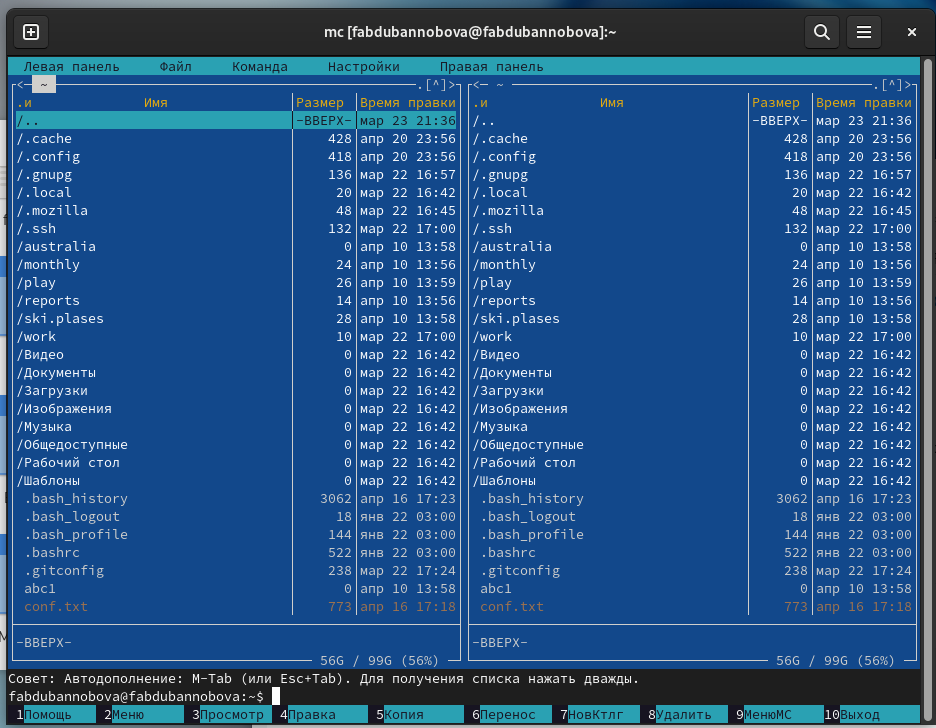 mc [fabdubannobova@fabdubannobova]:~
Левая панель Файл Команда Настройки Правая панель
<— ~ .[^]> <— ~ .[^]>
.и Имя Размер Время правки .и Имя Размер Время правки
/.. -ВВЕРХ- мар 23 21:36 /.. -ВВЕРХ- мар 23 21:36
/.cache 428 апр 20 23:56 /.cache 428 апр 20 23:56
/.config 418 апр 20 23:56 /.config 418 апр 20 23:56
/.gnupg 136 мар 22 16:57 /.gnupg 136 мар 22 16:57
/.local 20 мар 22 16:42 /.local 20 мар 22 16:42
/.mozilla 48 мар 22 16:45 /.mozilla 48 мар 22 16:45
/.ssh 132 мар 22 17:00 /.ssh 132 мар 22 17:00
/australia 0 апр 10 13:58 /australia 0 апр 10 13:58
/monthly 24 апр 10 13:56 /monthly 24 апр 10 13:56
/play 26 апр 10 13:59 /play 26 апр 10 13:59
/reports 14 апр 10 13:56 /reports 14 апр 10 13:56
/ski.plases 28 апр 10 13:58 /ski.plases 28 апр 10 13:58
/work 10 мар 22 17:00 /work 10 мар 22 17:00
/Видео 0 мар 22 16:42 /Видео 0 мар 22 16:42
/Документы 0 мар 22 16:42 /Документы 0 мар 22 16:42
/Загрузки 0 мар 22 16:42 /Загрузки 0 мар 22 16:42
/Изображения 0 мар 22 16:42 /Изображения 0 мар 22 16:42
/Музыка 0 мар 22 16:42 /Музыка 0 мар 22 16:42
/Общедоступные 0 мар 22 16:42 /Общедоступные 0 мар 22 16:42
/Рабочий стол 0 мар 22 16:42 /Рабочий стол 0 мар 22 16:42
/Шаблоны 0 мар 22 16:42 /Шаблоны 0 мар 22 16:42
.bash_history 3062 апр 16 17:23 .bash_history 3062 апр 16 17:23
.bash_logout 18 янв 22 03:00 .bash_logout 18 янв 22 03:00
.bash_profile 144 янв 22 03:00 .bash_profile 144 янв 22 03:00
.bashrc 522 янв 22 03:00 .bashrc 522 янв 22 03:00
.gitconfig 238 мар 22 17:24 .gitconfig 238 мар 22 17:24
abc1 0 апр 10 13:58 abc1 0 апр 10 13:58
conf.txt 773 апр 16 17:18 conf.txt 773 апр 16 17:18
-ВВЕРХ- -ВВЕРХ-
56G / 99G (56%) 56G / 99G (56%)
Совет: Автодополнение: M-Tab (или Esc+Tab). Для получения списка нажать дважды.
fabdubannobova@fabdubannobova:~$
1Помощь 2Меню 3Просмотр 4Правка 5Копия 6Перенос 7НовКтлг 8Удалить 9МенюMC 10Выход